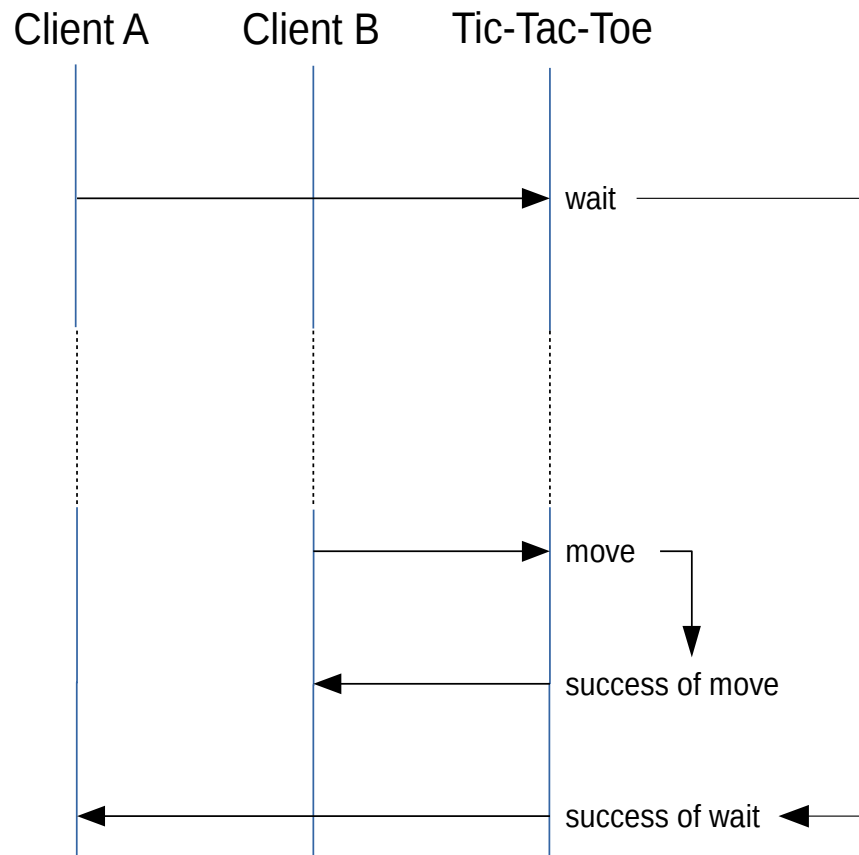 Client A
Client B
Tic-Tac-Toe
wait
move
success of move
success of wait